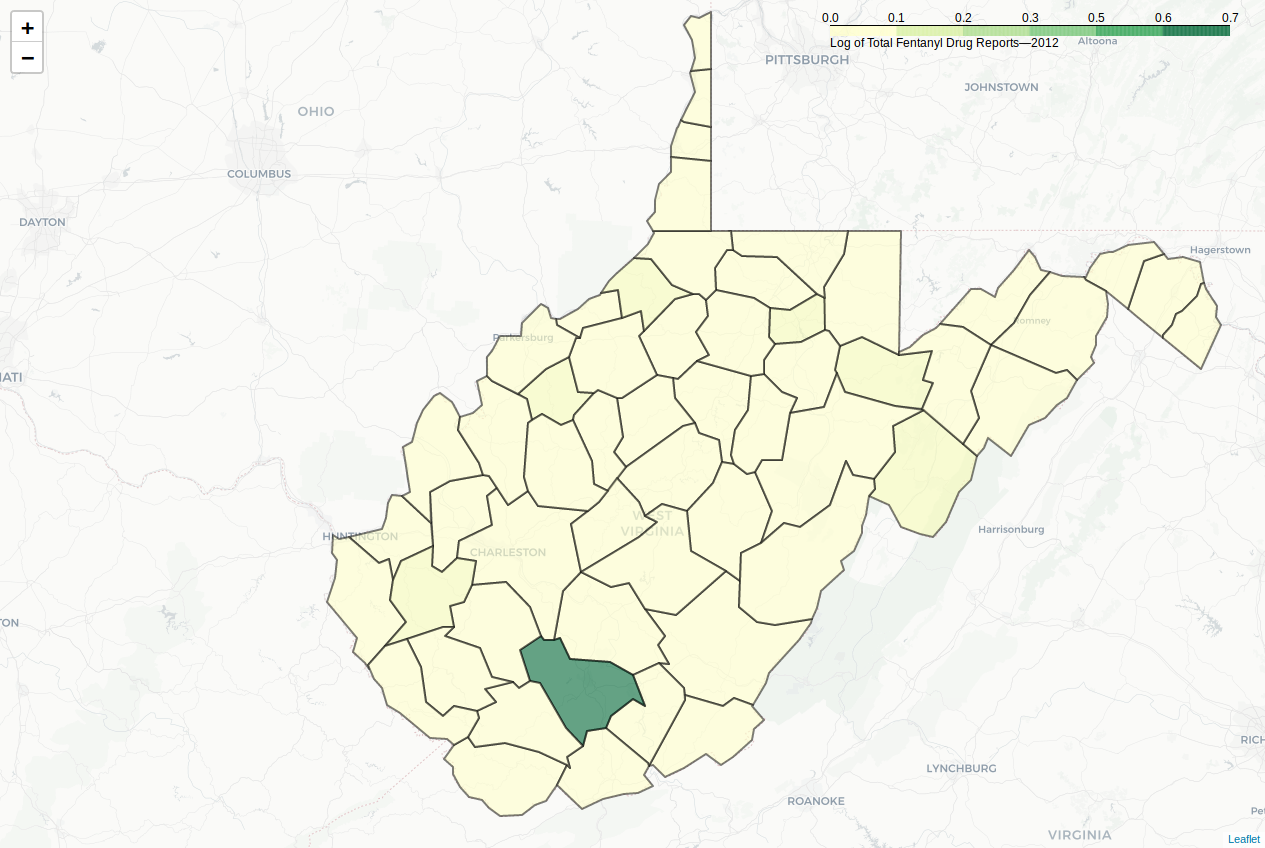 +
−
0.0 0.1 0.2 0.3 0.5 0.6 0.7
Log of Total Fentanyl Drug Reports—2012
Altoona
PITTSBURGH
JOHNSTOWN
OHIO
COLUMBUS
DAYTON
Hagerstown
Romney
Parkersburg
NATI
WEST
VIRGINIA
HUNTINGTON
CHARLESTON
Harrisonburg
TON
RICH
LYNCHBURG
ROANOKE
Pet
VIRGINIA
Leaflet